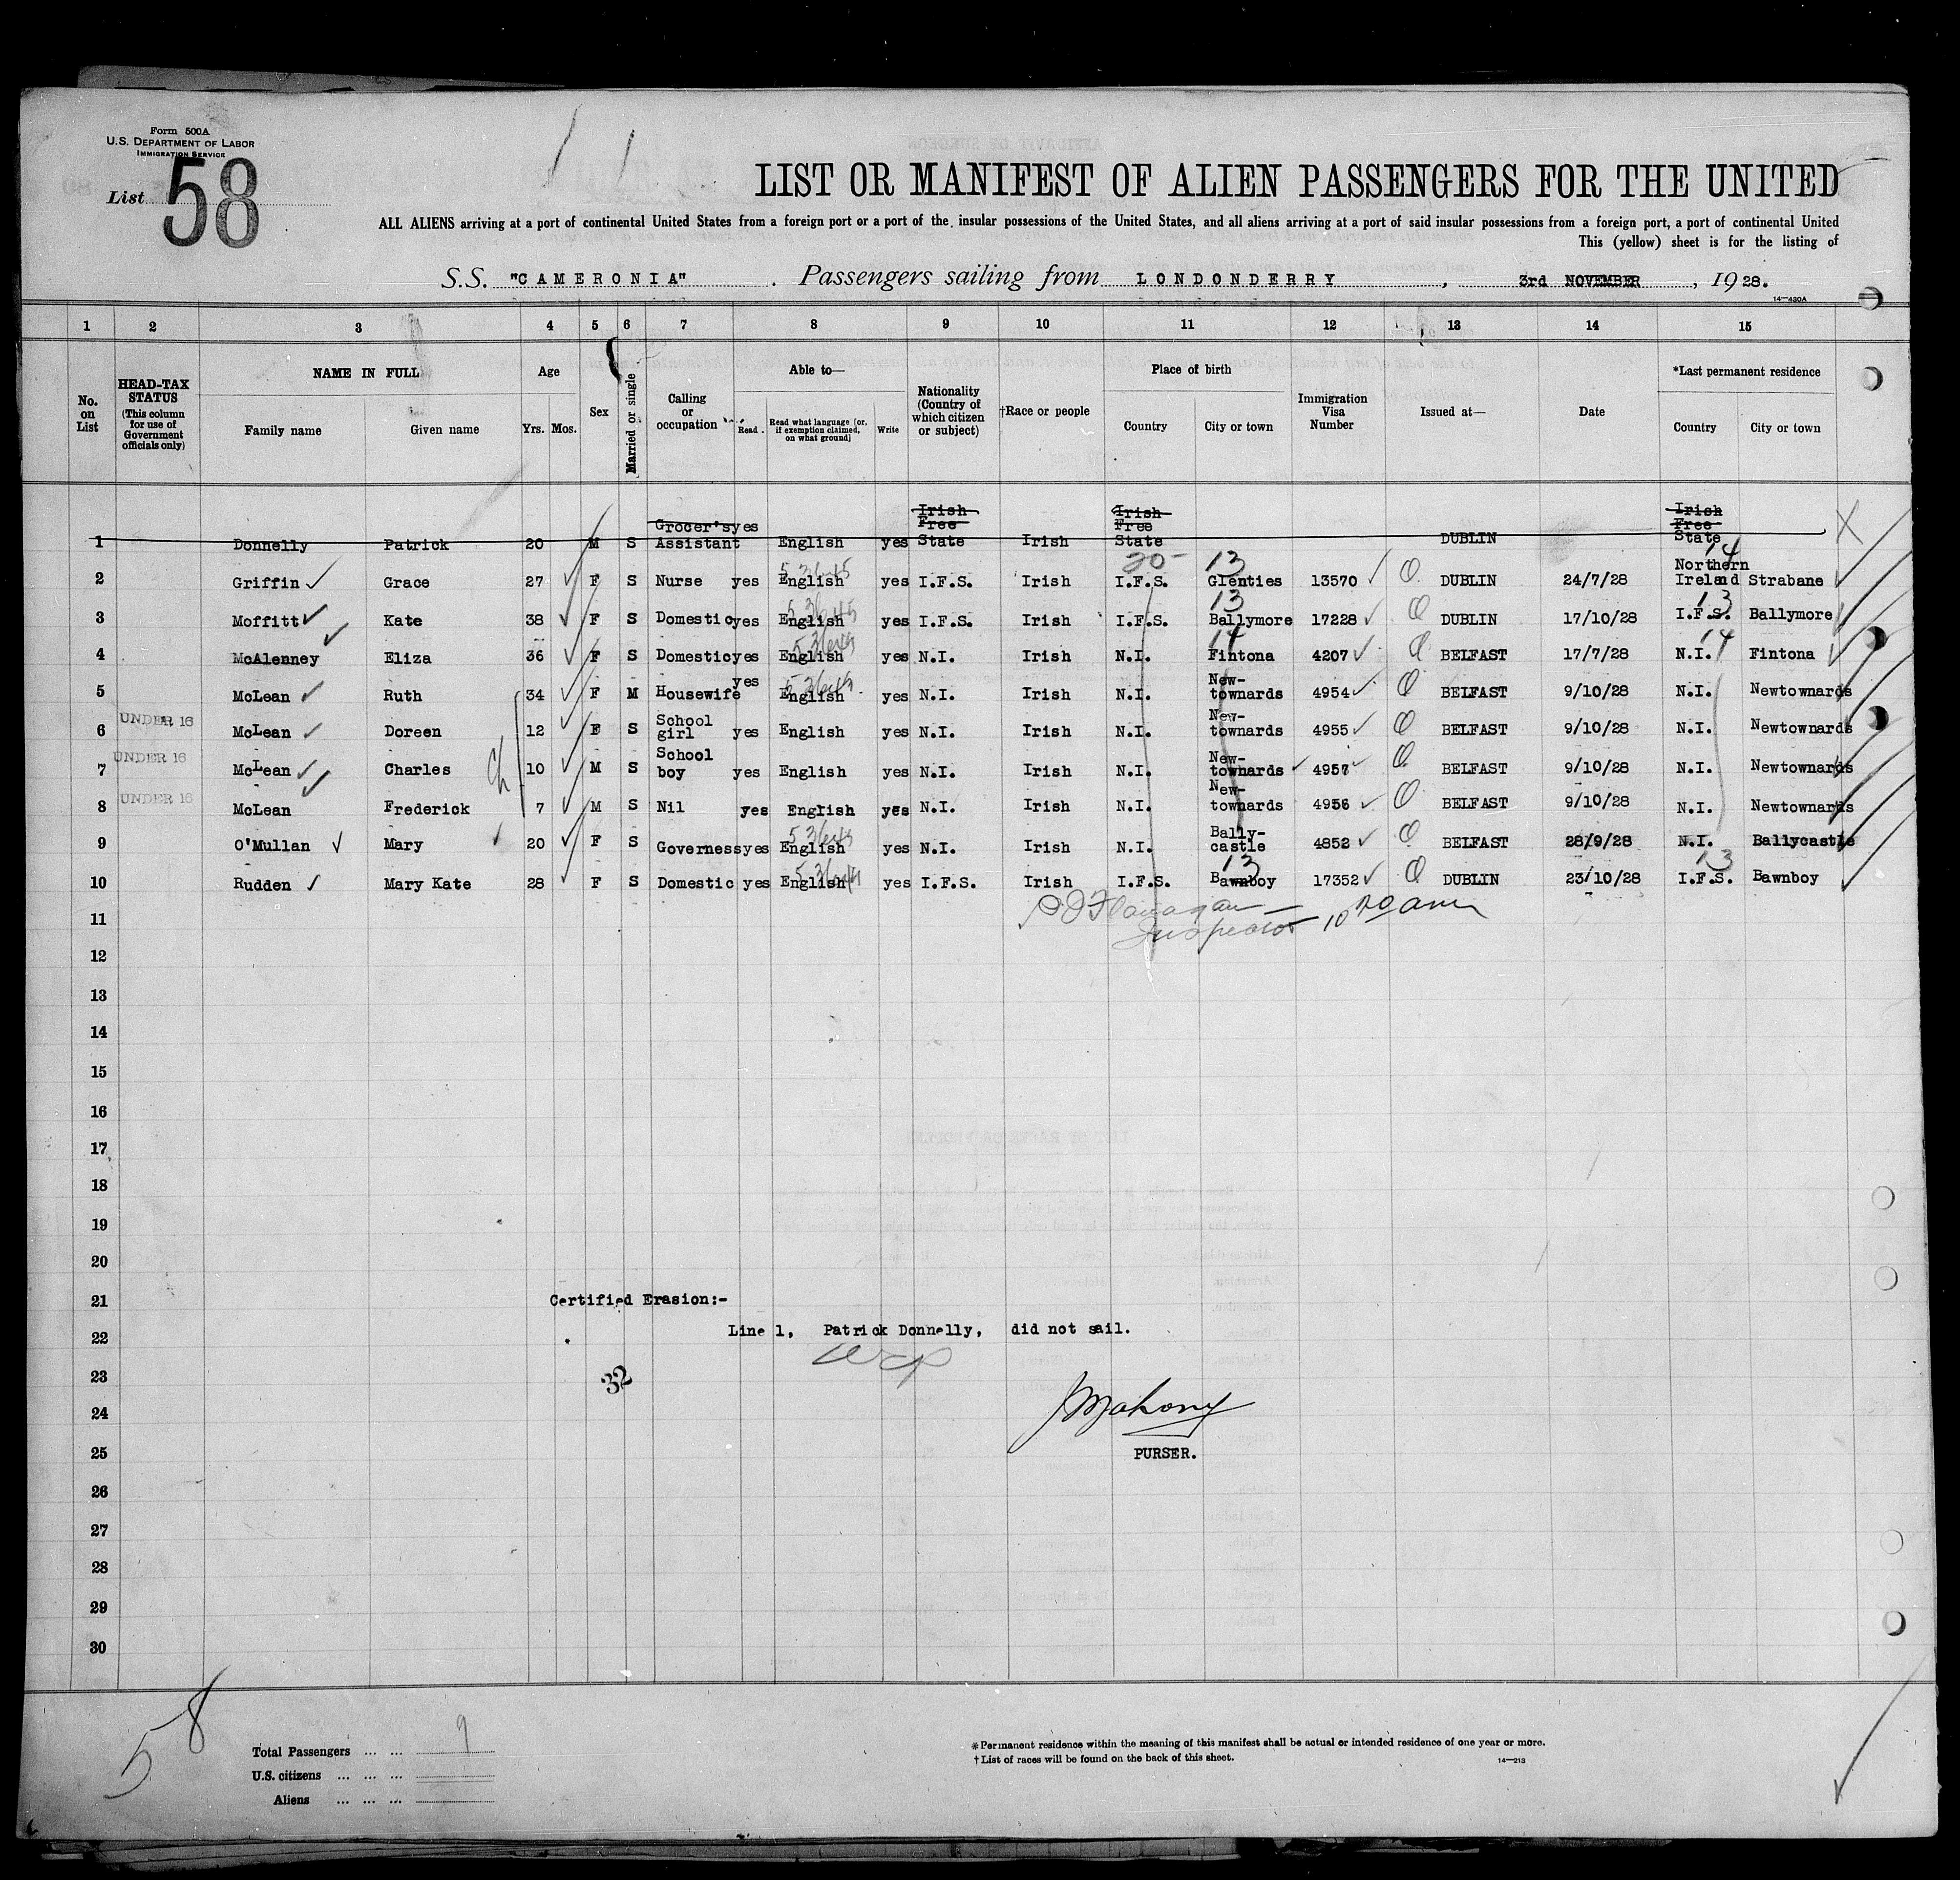 Form 500A
U.S. DEPARTMENT OF LABOR
IMMIGRATION SERVICE
List 58
LIST OR MANIFEST OF ALIEN PASSENGERS FOR THE UNITED
ALL ALIENS arriving at a port of continental United States from a foreign port or a port of the insular possessions of the United States, and all aliens arriving at a port of said insular possessions from a foreign port, a port of continental United
This (yellow) sheet is for the listing of
S.S. "CAMERONIA" . Passengers sailing from LONDONDERRY , 3rd NOVEMBER , 1928.
14—430A
1 2 3 4 5 6 7 8 9 10 11 12 13 14 15
No. on List
HEAD-TAX STATUS (This column for use of Government officials only)
NAME IN FULL
Family name Given name
Age
Yrs. Mos.
Sex
Married or single
Calling or occupation
Able to—
Read. Read what language [or, if exemption claimed, on what ground] Write
Nationality (Country of which citizen or subject)
†Race or people
Place of birth
Country City or town
Immigration Visa Number
Issued at—
Date
*Last permanent residence
Country City or town
1 Donnelly Patrick 20 M S Grocer's Assistant yes English yes Irish Free State Irish Irish Free State DUBLIN Irish Free State X
20 13 14
2 Griffin Grace 27 F S Nurse yes English yes I.F.S. Irish I.F.S. Glenties 13570 DUBLIN 24/7/28 Northern Ireland Strabane
13 13
3 Moffitt Kate 38 F S Domestic yes English yes I.F.S. Irish I.F.S. Ballymore 17228 DUBLIN 17/10/28 I.F.S. Ballymore
14 14
4 McAlenney Eliza 36 F S Domestic yes English yes N.I. Irish N.I. Fintona 4207 BELFAST 17/7/28 N.I. Fintona
5 McLean Ruth 34 F M Housewife yes English yes N.I. Irish N.I. New-townards 4954 BELFAST 9/10/28 N.I. Newtownards
6 UNDER 16 McLean Doreen 12 F S School girl yes English yes N.I. Irish N.I. New-townards 4955 BELFAST 9/10/28 N.I. Newtownards
7 UNDER 16 McLean Charles Ch 10 M S School boy yes English yes N.I. Irish N.I. New-townards 4957 BELFAST 9/10/28 N.I. Newtownards
8 UNDER 16 McLean Frederick 7 M S Nil yes English yes N.I. Irish N.I. New-townards 4956 BELFAST 9/10/28 N.I. Newtownards
9 O'Mullan Mary 20 F S Governess yes English yes N.I. Irish N.I. Bally-castle 4852 BELFAST 28/9/28 N.I. Ballycastle
13 13
10 Rudden Mary Kate 28 F S Domestic yes English yes I.F.S. Irish I.F.S. Bawnboy 17352 DUBLIN 23/10/28 I.F.S. Bawnboy
11 Flanagan
Inspector
12
13
14
15
16
17
18
19
20
21 Certified Erasion:-
22 Line 1, Patrick Donnelly, did not sail.
23 32
24 JMahony
25 PURSER.
26
27
28
29
30
58
Total Passengers ... ... 9
U.S. citizens ... ... ...
Aliens ... ... ...
*Permanent residence within the meaning of this manifest shall be actual or intended residence of one year or more.
†List of races will be found on the back of this sheet. 14—213